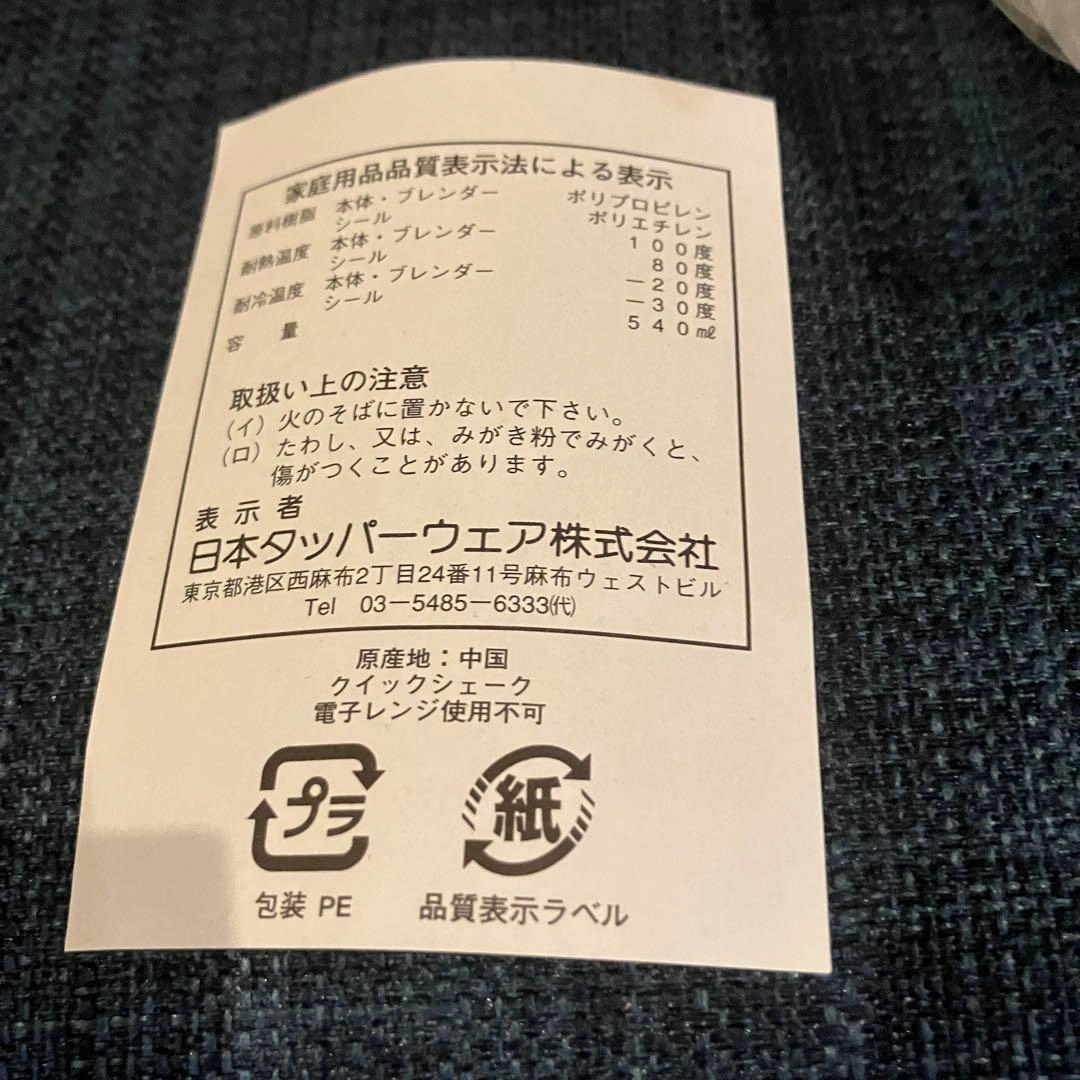 家庭用品品質表示法による表示
原料樹脂 本体・ブレンダー ポリプロピレン
シール ポリエチレン
耐熱温度 本体・ブレンダー 100度
シール 80度
耐冷温度 本体・ブレンダー －20度
シール －30度
容量 540㎖
取扱い上の注意
(イ) 火のそばに置かないで下さい。
(ロ) たわし、又は、みがき粉でみがくと、
傷がつくことがあります。
表示者
日本タッパーウェア株式会社
東京都港区西麻布2丁目24番11号麻布ウェストビル
Tel 03－5485－6333㈹
原産地：中国
クイックシェーク
電子レンジ使用不可
プラ 紙
包装 PE 品質表示ラベル